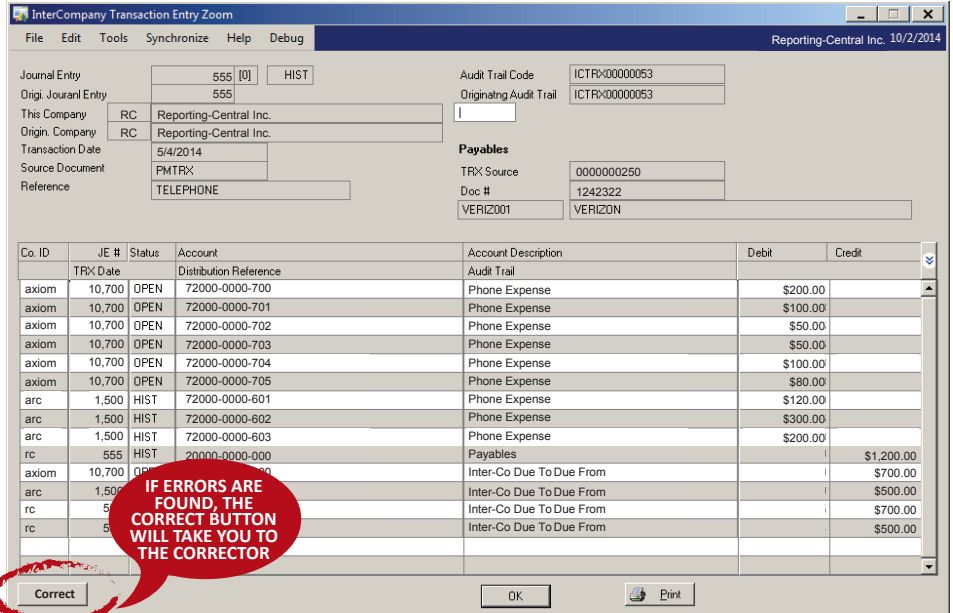 InterCompany Transaction Entry Zoom
File Edit Tools Synchronize Help Debug Reporting-Central Inc. 10/2/2014
Journal Entry 555 [0] HIST Audit Trail Code ICTRX00000053
Origi. Jouranl Entry 555 Originatng Audit Trail ICTRX00000053
This Company RC Reporting-Central Inc.
Origin. Company RC Reporting-Central Inc.
Transaction Date 5/4/2014 Payables
Source Document PMTRX TRX Source 0000000250
Reference TELEPHONE Doc # 1242322
VERIZ001 VERIZON
Co. ID JE # Status Account Account Description Debit Credit
TRX Date Distribution Reference Audit Trail
axiom 10,700 OPEN 72000-0000-700 Phone Expense $200.00
axiom 10,700 OPEN 72000-0000-701 Phone Expense $100.00
axiom 10,700 OPEN 72000-0000-702 Phone Expense $50.00
axiom 10,700 OPEN 72000-0000-703 Phone Expense $50.00
axiom 10,700 OPEN 72000-0000-704 Phone Expense $100.00
axiom 10,700 OPEN 72000-0000-705 Phone Expense $80.00
arc 1,500 HIST 72000-0000-601 Phone Expense $120.00
arc 1,500 HIST 72000-0000-602 Phone Expense $300.00
arc 1,500 HIST 72000-0000-603 Phone Expense $200.00
rc 555 HIST 20000-0000-000 Payables $1,200.00
axiom 10,700 Inter-Co Due To Due From $700.00
arc Inter-Co Due To Due From $500.00
rc Inter-Co Due To Due From $700.00
rc Inter-Co Due To Due From $500.00
IF ERRORS ARE
FOUND, THE
CORRECT BUTTON
WILL TAKE YOU TO
THE CORRECTOR
Correct OK Print